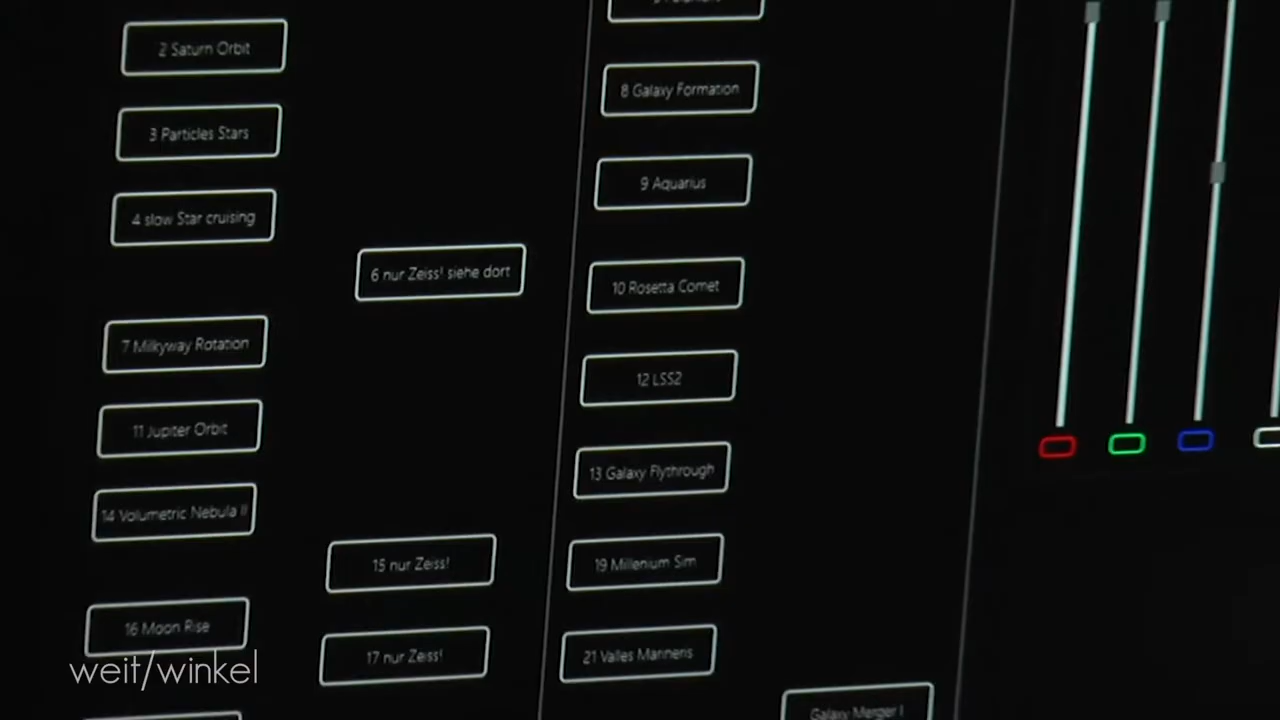 2 Saturn Orbit
3 Particles Stars
4 slow Star cruising
6 nur Zeiss! siehe dort
7 Milkyway Rotation
11 Jupiter Orbit
14 Volumetric Nebula II
15 nur Zeiss!
16 Moon Rise
17 nur Zeiss!
8 Galaxy Formation
9 Aquarius
10 Rosetta Comet
12 LSS2
13 Galaxy Flythrough
19 Millenium Sim
21 Valles Marineris
Galaxy Merger I
weit/winkel